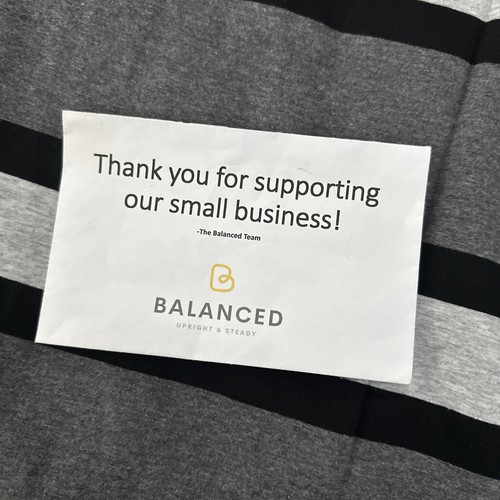 Thank you for supporting
our small business!
-The Balanced Team
BALANCED
UPRIGHT & STEADY